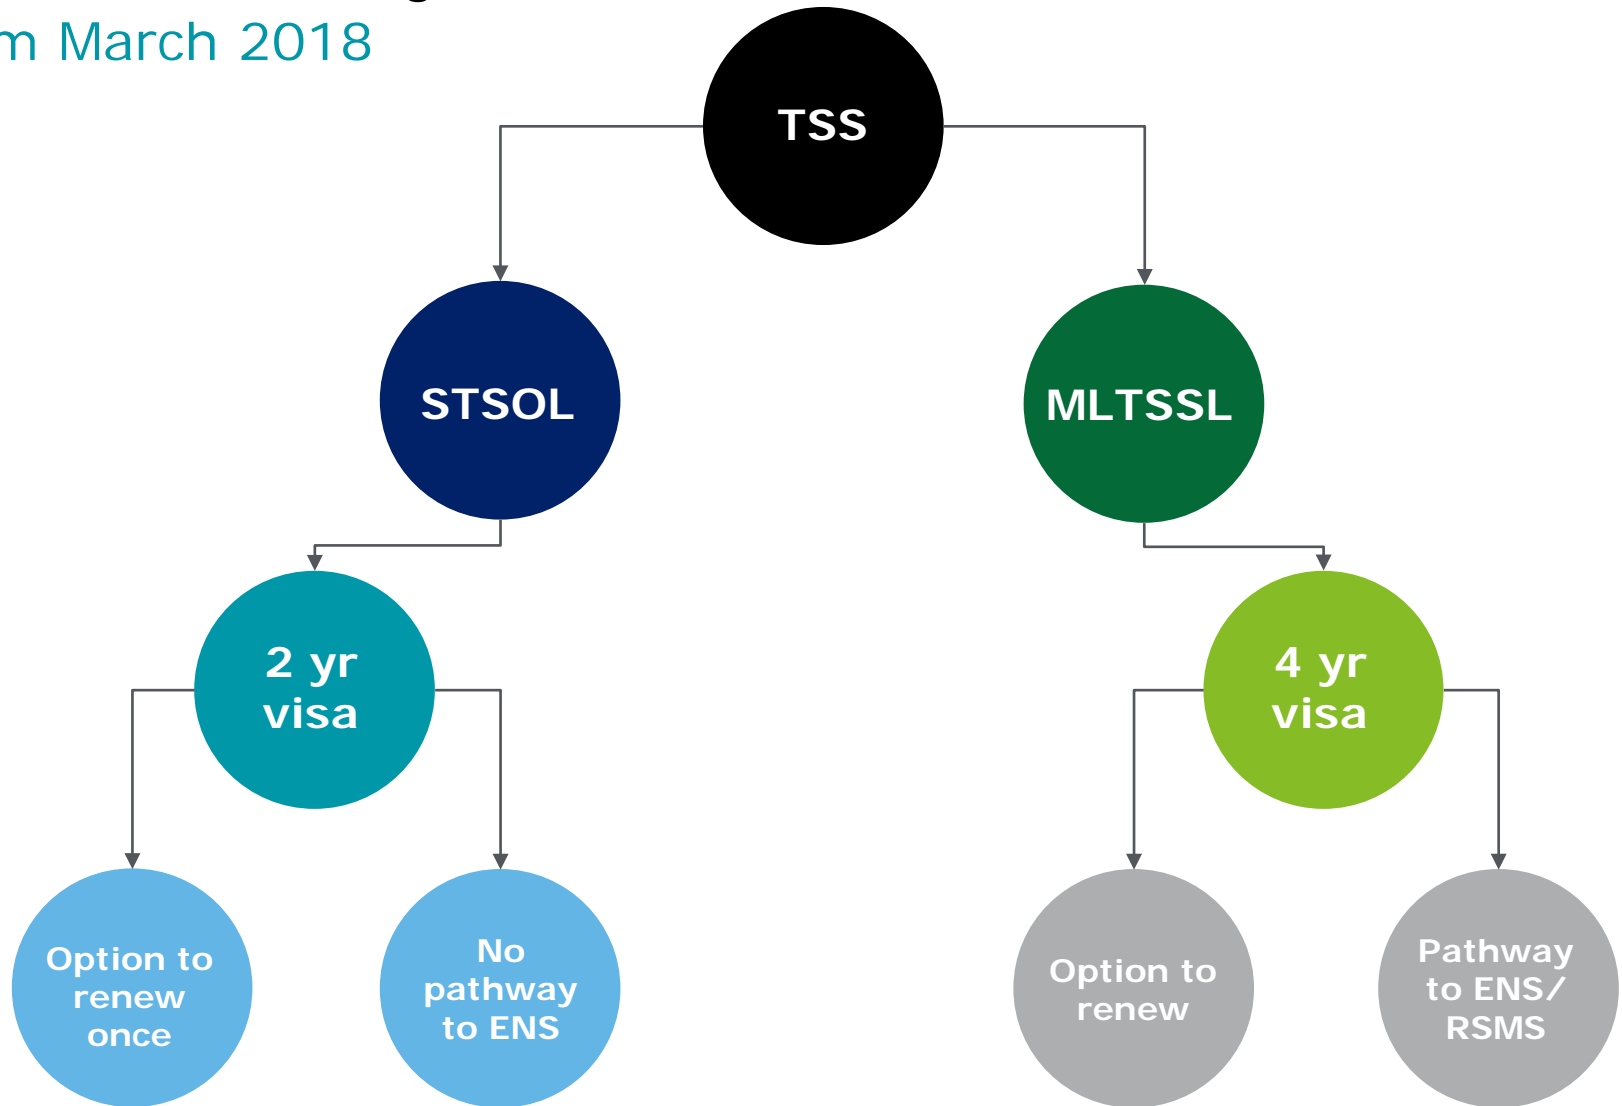 m March 2018
TSS
STSOL
MLTSSL
2 yr
visa
4 yr
visa
Option to
renew
once
No
pathway
to ENS
Option to
renew
Pathway
to ENS/
RSMS